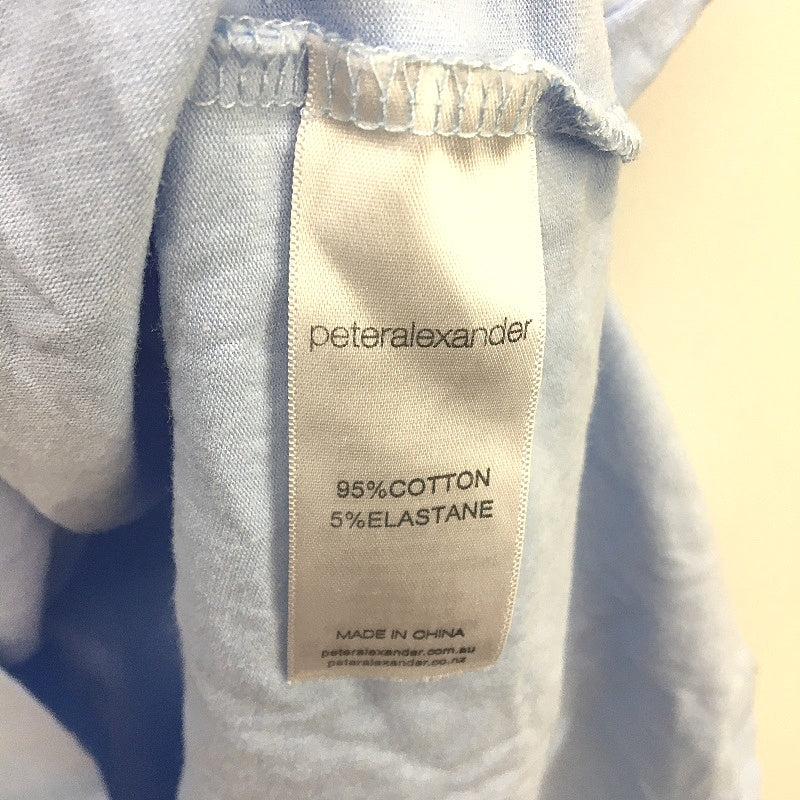 peteralexander
95%COTTON
5%ELASTANE
MADE IN CHINA
peteralexander.com.au
peteralexander.co.nz